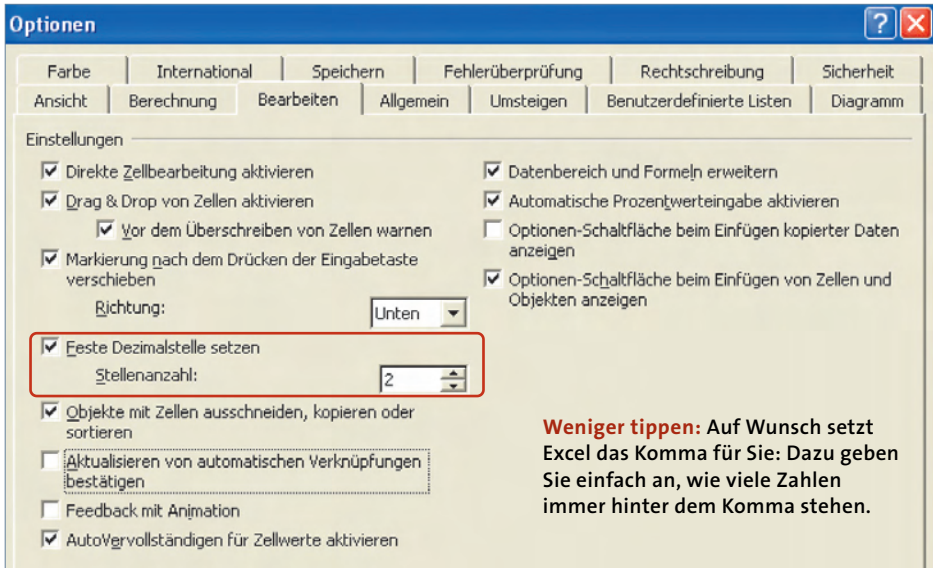 Optionen
Farbe International Speichern Fehlerüberprüfung Rechtschreibung Sicherheit
Ansicht Berechnung Bearbeiten Allgemein Umsteigen Benutzerdefinierte Listen Diagramm
Einstellungen
Direkte Zellbearbeitung aktivieren
Drag & Drop von Zellen aktivieren
Vor dem Überschreiben von Zellen warnen
Markierung nach dem Drücken der Eingabetaste
verschieben
Richtung: Unten
Feste Dezimalstelle setzen
Stellenanzahl: 2
Objekte mit Zellen ausschneiden, kopieren oder
sortieren
Aktualisieren von automatischen Verknüpfungen
bestätigen
Feedback mit Animation
AutoVervollständigen für Zellwerte aktivieren
Datenbereich und Formeln erweitern
Automatische Prozentwerteingabe aktivieren
Optionen-Schaltfläche beim Einfügen kopierter Daten
anzeigen
Optionen-Schaltfläche beim Einfügen von Zellen und
Objekten anzeigen
Weniger tippen: Auf Wunsch setzt
Excel das Komma für Sie: Dazu geben
Sie einfach an, wie viele Zahlen
immer hinter dem Komma stehen.